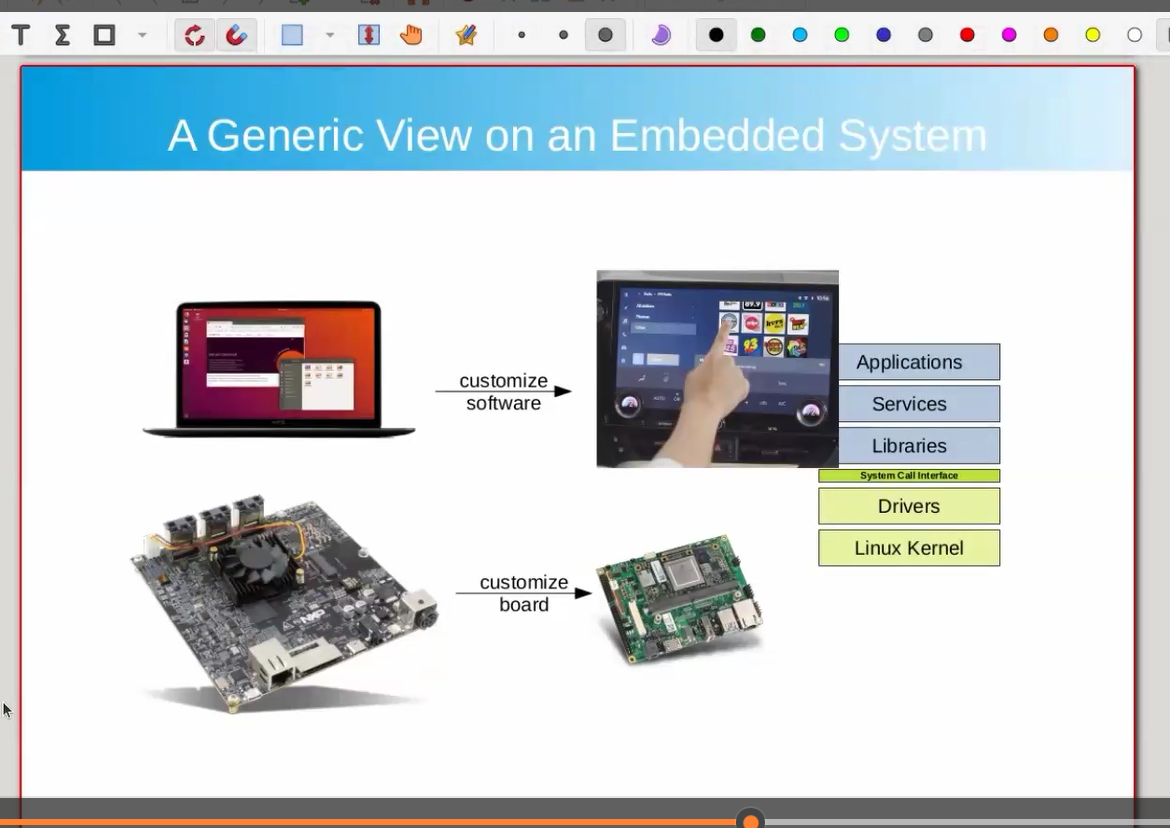 A Generic View on an Embedded System
customize
software
Applications
Services
Libraries
System Call Interface
Drivers
Linux Kernel
customize
board
NXP